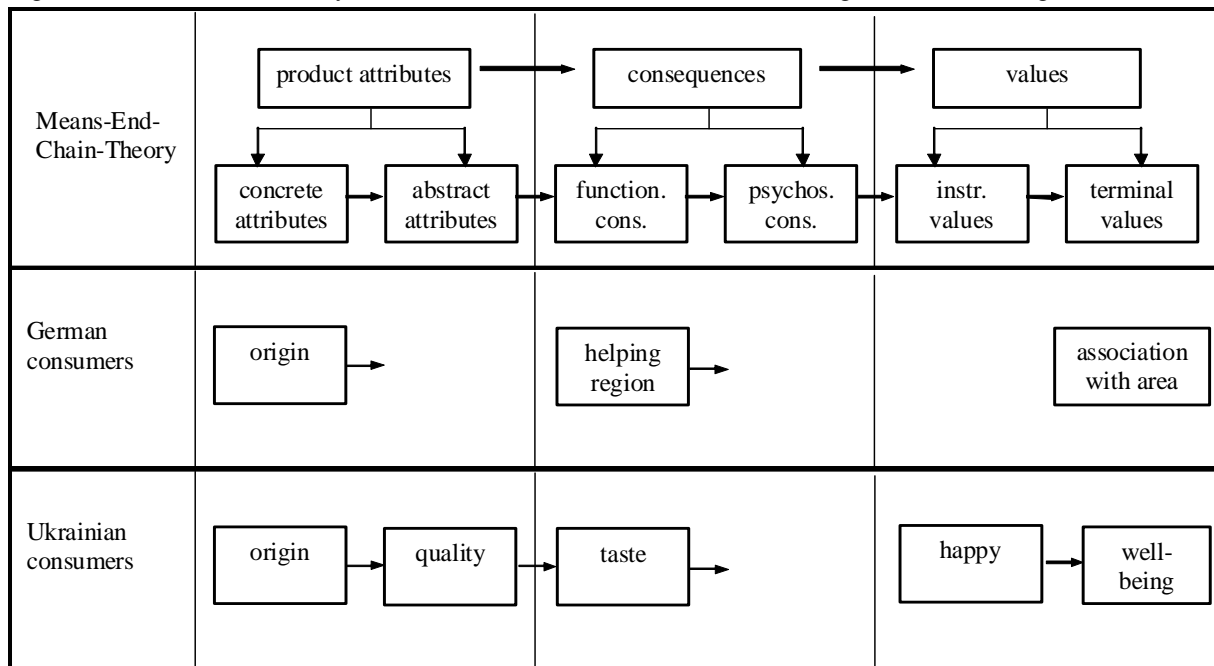 product attributes
consequences
values
Means-End-
Chain-Theory
concrete
attributes
abstract
attributes
function.
cons.
psychos.
cons.
instr.
values
terminal
values
German
consumers
origin
helping
region
association
with area
Ukrainian
consumers
origin
quality
taste
happy
well-
being